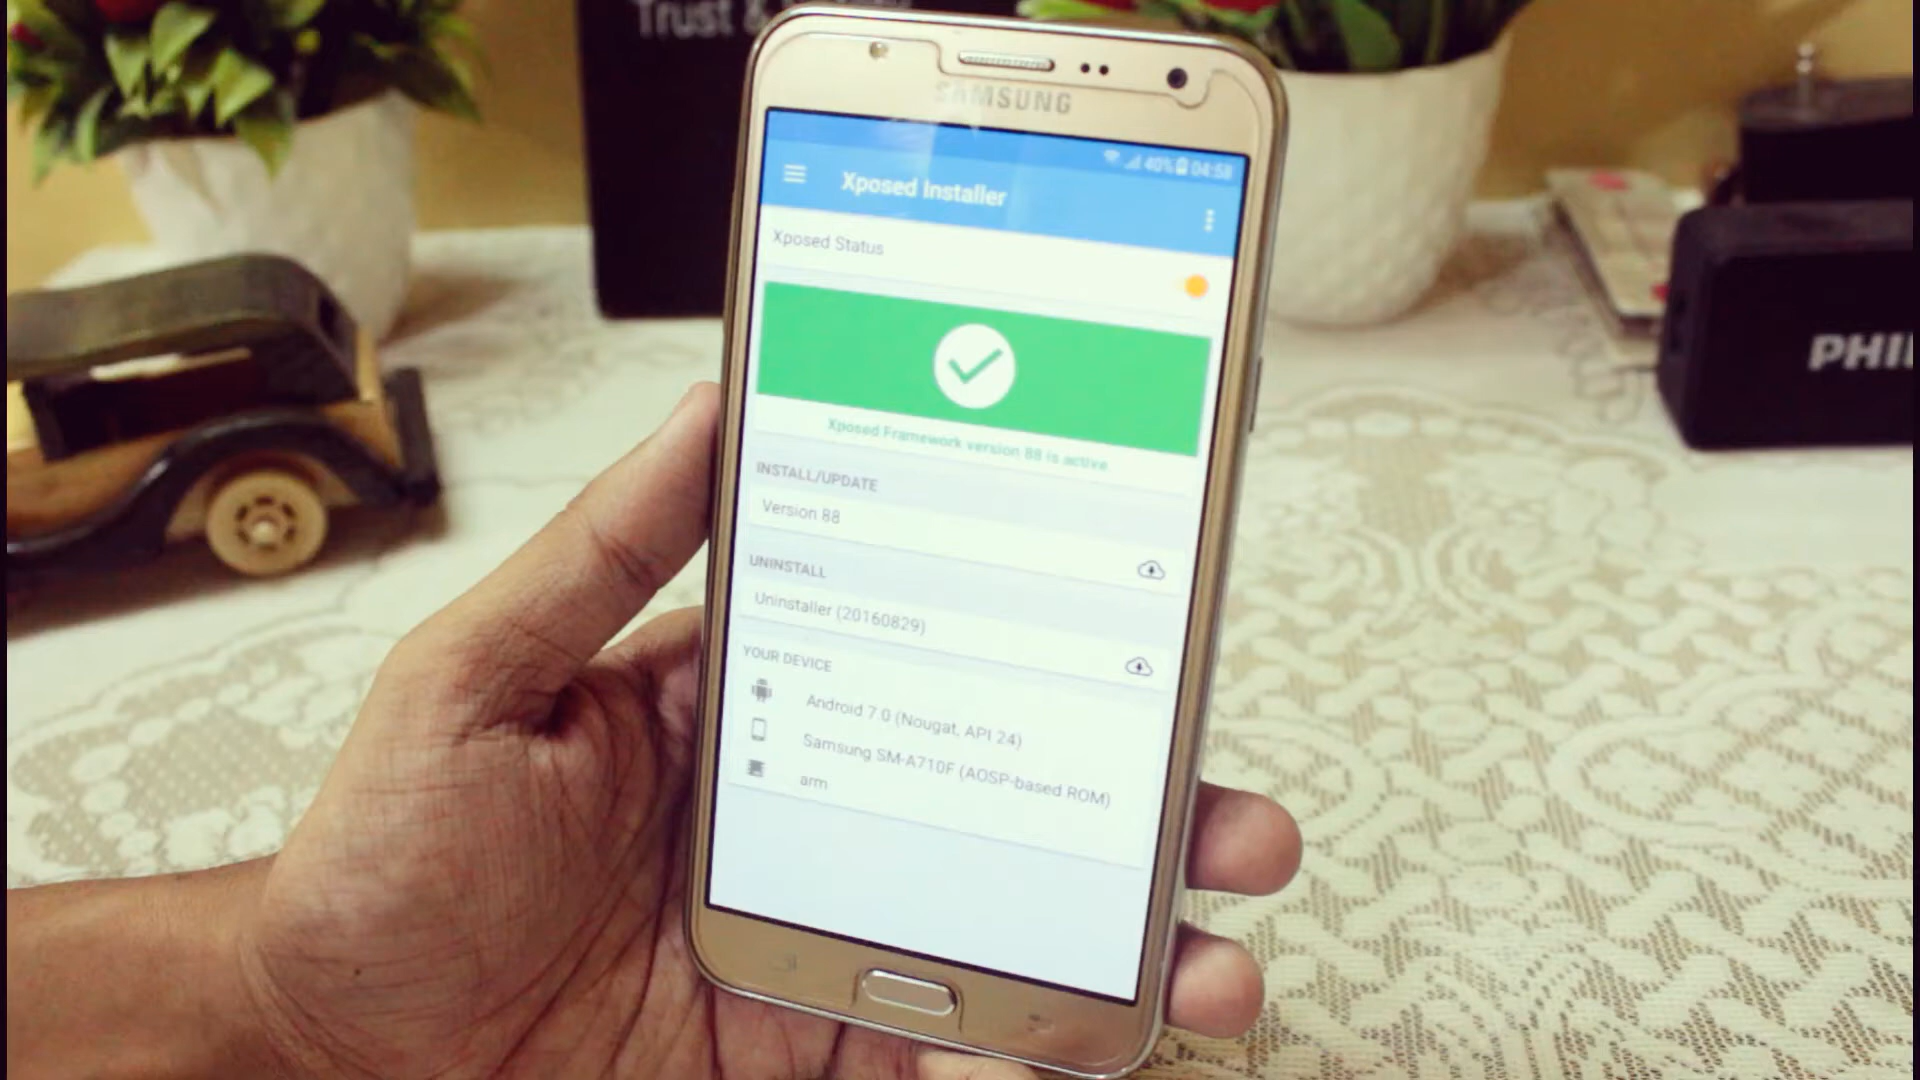 Trust &
SAMSUNG
40% 04:58
Xposed Installer
Xposed Status
Xposed Framework version 88 is active
INSTALL/UPDATE
Version 88
UNINSTALL
Uninstaller (20160829)
YOUR DEVICE
Android 7.0 (Nougat, API 24)
Samsung SM-A710F (AOSP-based ROM)
arm
PHI